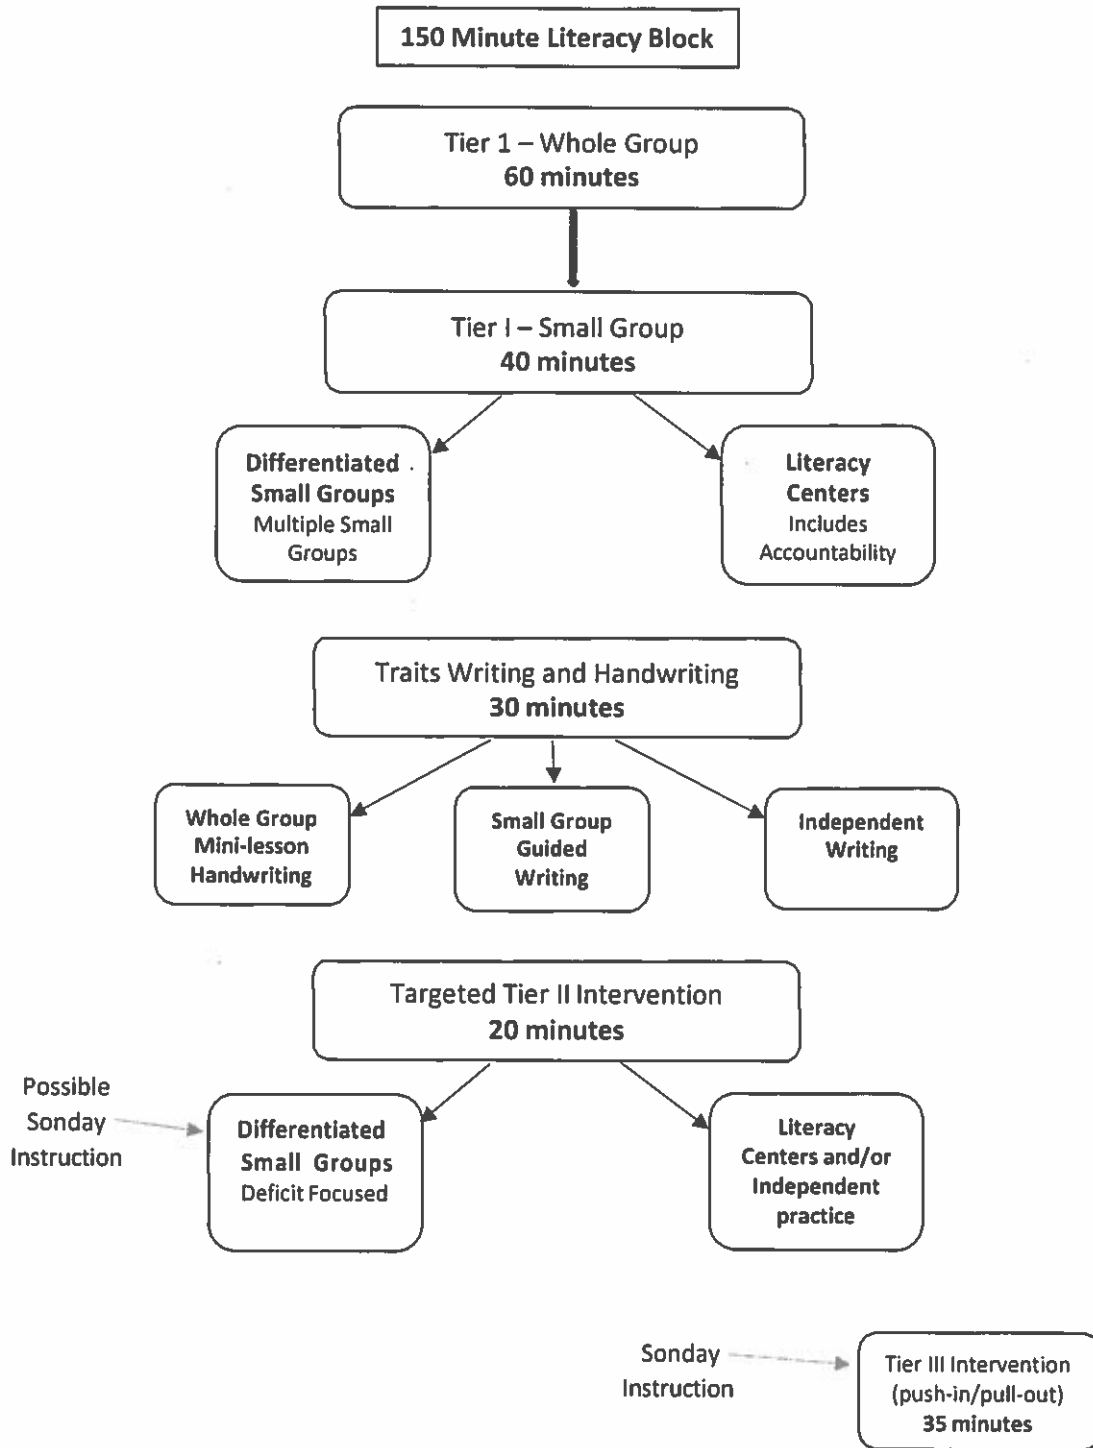 150 Minute Literacy Block
Tier 1 – Whole Group
60 minutes
Tier I – Small Group
40 minutes
Differentiated
Small Groups
Multiple Small
Groups
Literacy
Centers
Includes
Accountability
Traits Writing and Handwriting
30 minutes
Whole Group
Mini-lesson
Handwriting
Small Group
Guided
Writing
Independent
Writing
Targeted Tier II Intervention
20 minutes
Possible
Sonday
Instruction
Differentiated
Small Groups
Deficit Focused
Literacy
Centers and/or
Independent
practice
Sonday
Instruction
Tier III Intervention
(push-in/pull-out)
35 minutes